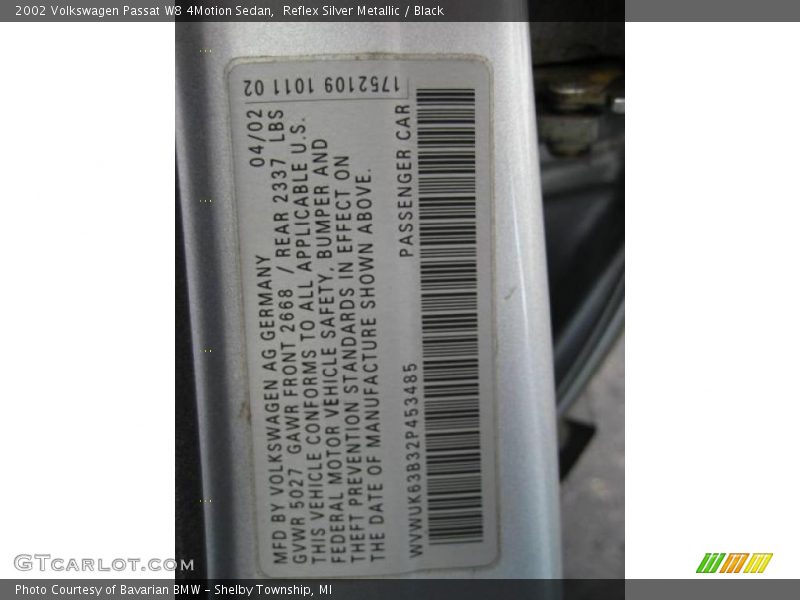 2002 Volkswagen Passat W8 4Motion Sedan,  Reflex Silver Metallic / Black
1752109 1011 02
MFD BY VOLKSWAGEN AG GERMANY 04/02
GVWR 5027 GAWR FRONT 2668 / REAR 2337 LBS
THIS VEHICLE CONFORMS TO ALL APPLICABLE U.S.
FEDERAL MOTOR VEHICLE SAFETY, BUMPER AND
THEFT PREVENTION STANDARDS IN EFFECT ON
THE DATE OF MANUFACTURE SHOWN ABOVE.
WVWUK63B32P453485 PASSENGER CAR
GTCarlot.com
Photo Courtesy of Bavarian BMW - Shelby Township, MI